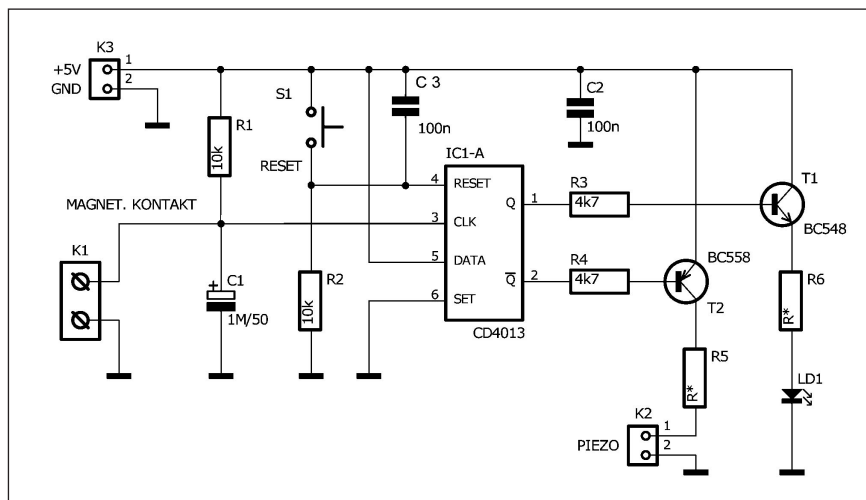 K3
+5V 1
GND 2
R1
10k
S1
RESET
C 3
100n
C2
100n
IC1-A
4 RESET
3 CLK
5 DATA
6 SET
Q 1
Q̅ 2
CD4013
MAGNET. KONTAKT
K1
C1
+
1M/50
R2
10k
R3
4k7
R4
4k7
T1
BC548
BC558
T2
R6
R*
R5
R*
LD1
K2
PIEZO
1
2